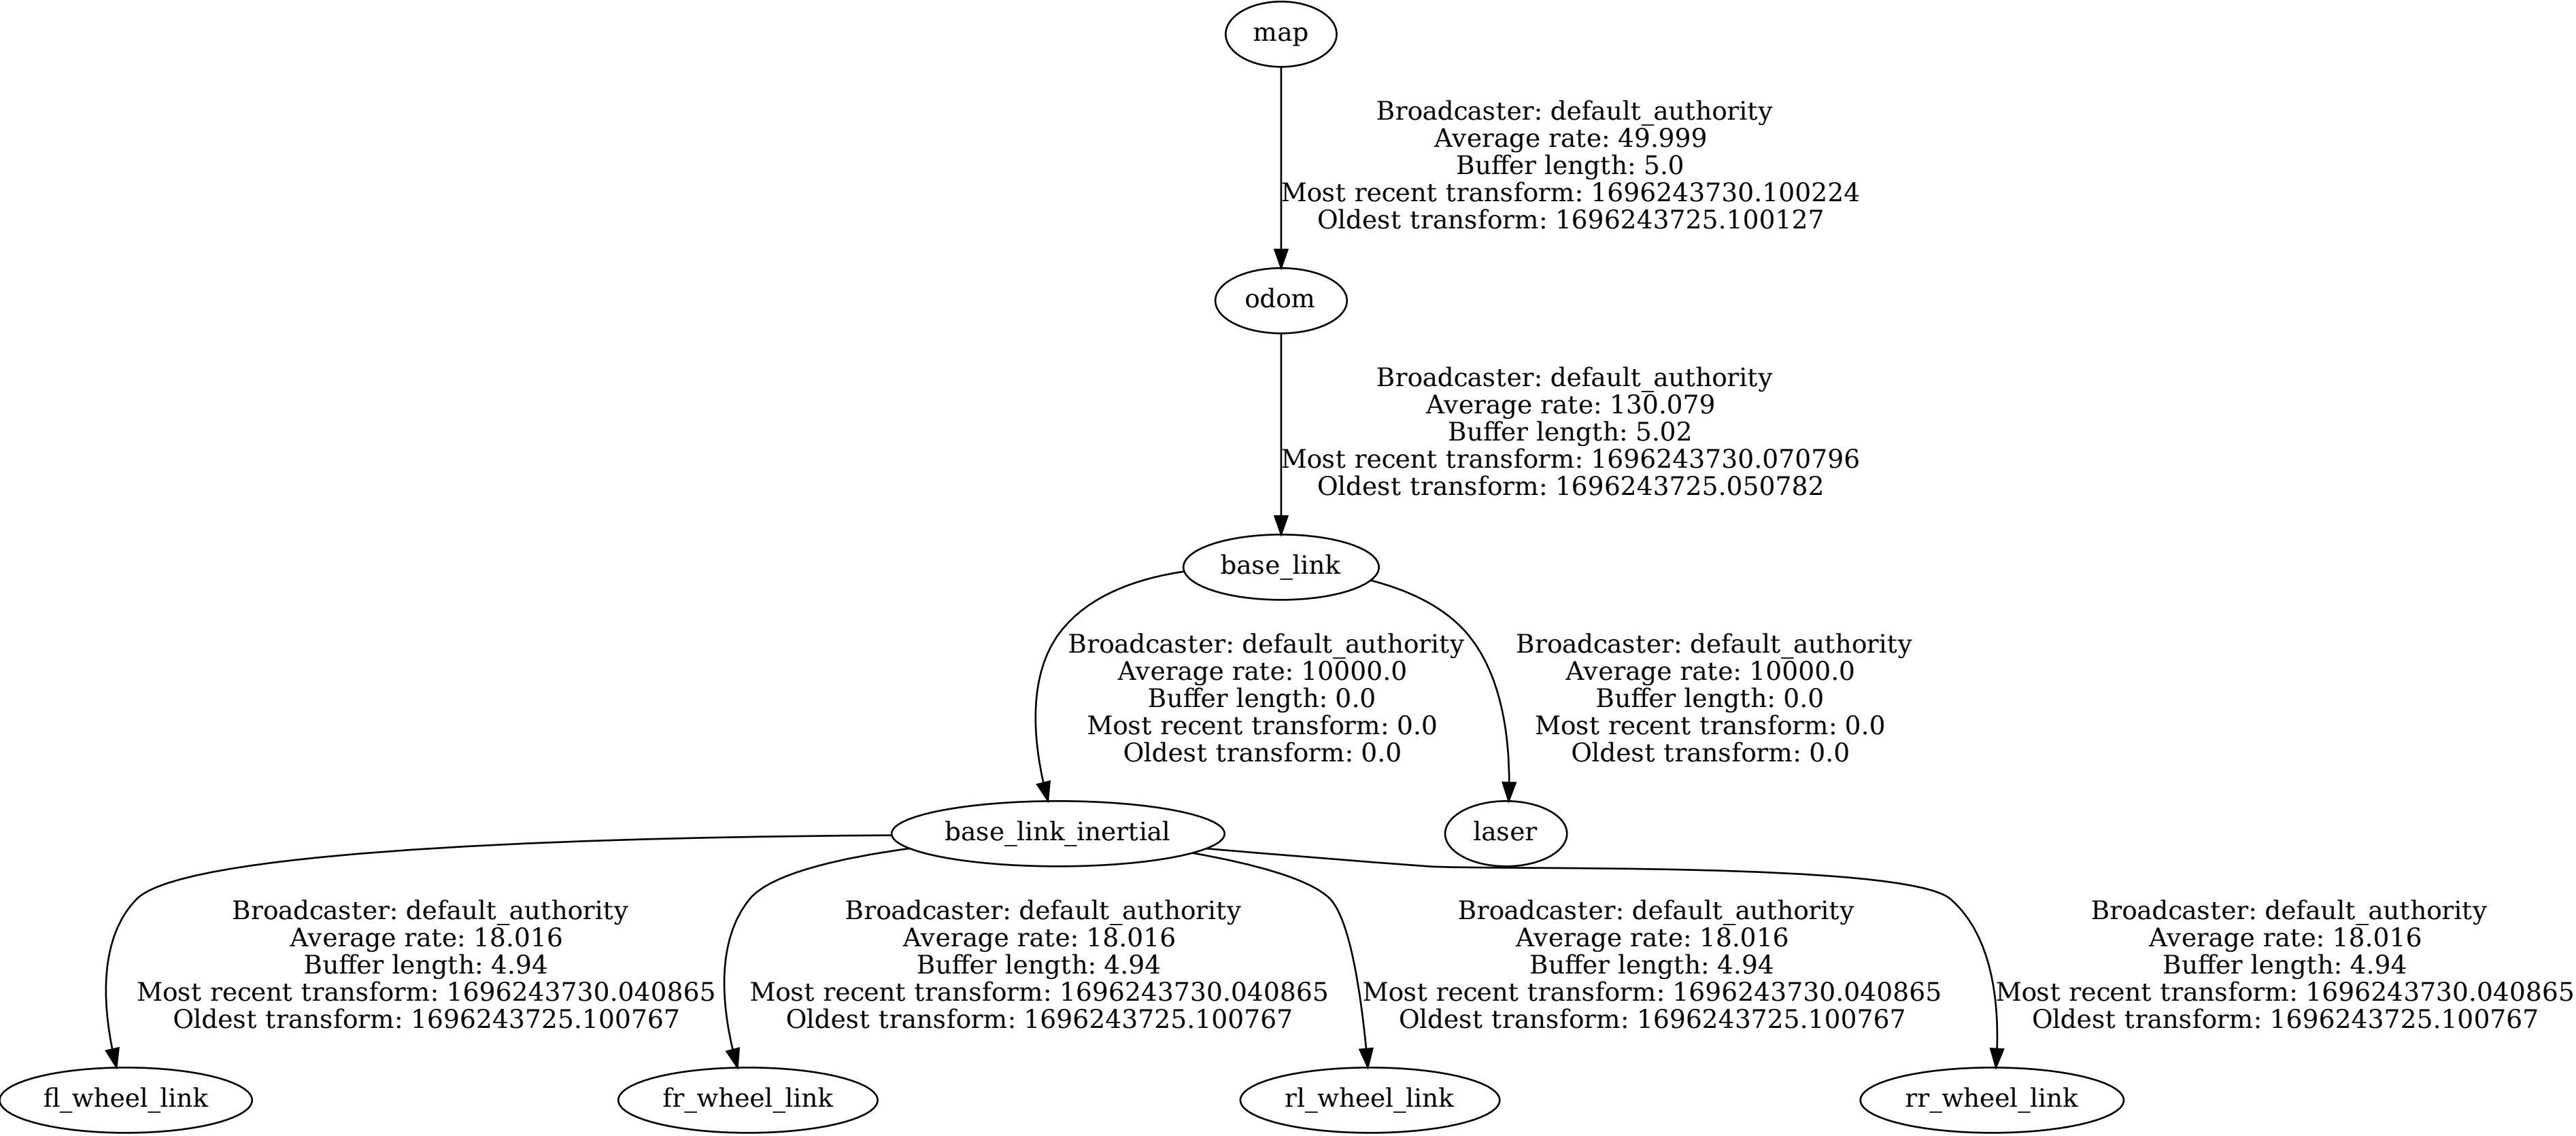 map
Broadcaster: default_authority
Average rate: 49.999
Buffer length: 5.0
Most recent transform: 1696243730.100224
Oldest transform: 1696243725.100127
odom
Broadcaster: default_authority
Average rate: 130.079
Buffer length: 5.02
Most recent transform: 1696243730.070796
Oldest transform: 1696243725.050782
base_link
Broadcaster: default_authority
Average rate: 10000.0
Buffer length: 0.0
Most recent transform: 0.0
Oldest transform: 0.0
Broadcaster: default_authority
Average rate: 10000.0
Buffer length: 0.0
Most recent transform: 0.0
Oldest transform: 0.0
base_link_inertial
laser
Broadcaster: default_authority
Average rate: 18.016
Buffer length: 4.94
Most recent transform: 1696243730.040865
Oldest transform: 1696243725.100767
Broadcaster: default_authority
Average rate: 18.016
Buffer length: 4.94
Most recent transform: 1696243730.040865
Oldest transform: 1696243725.100767
Broadcaster: default_authority
Average rate: 18.016
Buffer length: 4.94
Most recent transform: 1696243730.040865
Oldest transform: 1696243725.100767
Broadcaster: default_authority
Average rate: 18.016
Buffer length: 4.94
Most recent transform: 1696243730.040865
Oldest transform: 1696243725.100767
fl_wheel_link
fr_wheel_link
rl_wheel_link
rr_wheel_link